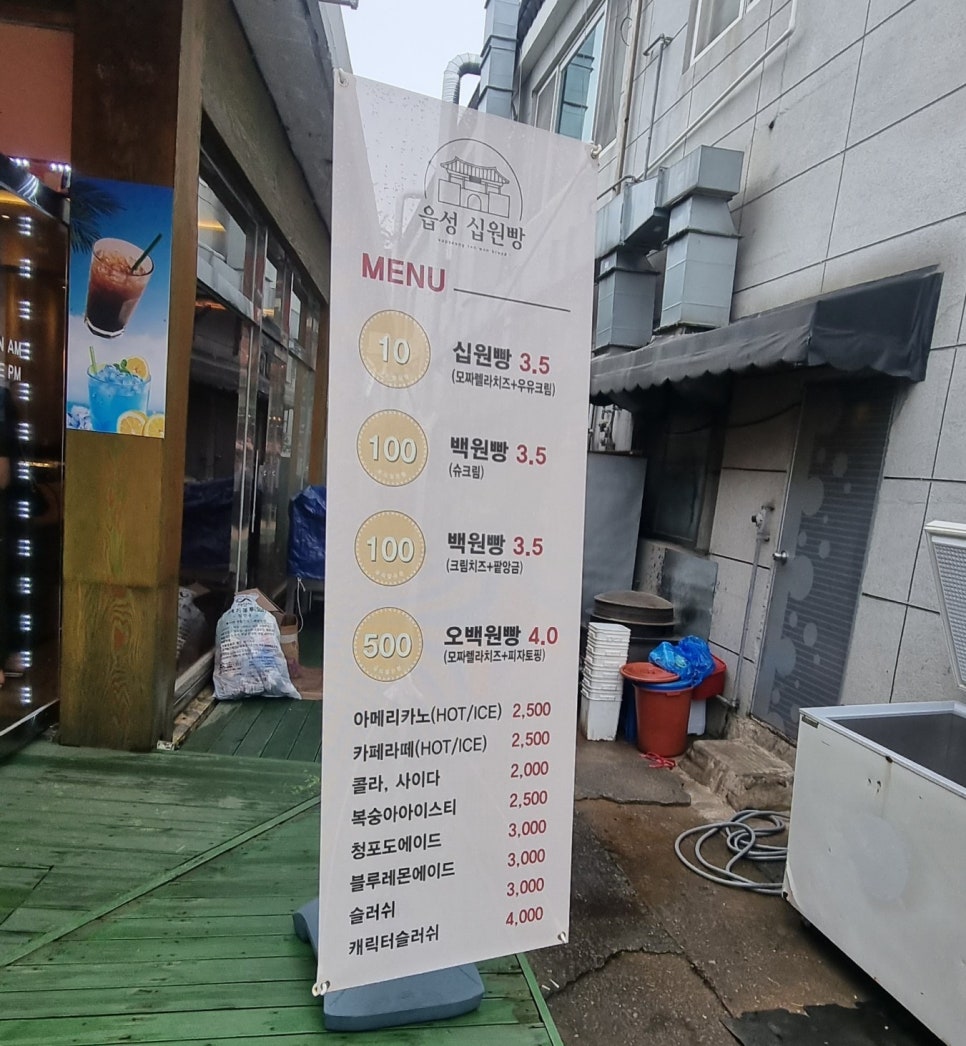 읍성 십원빵
MENU
10
십원빵 3.5
(모짜렐라치즈+우유크림)
100
백원빵 3.5
(슈크림)
100
백원빵 3.5
(크림치즈+팥앙금)
500
오백원빵 4.0
(모짜렐라치즈+피자토핑)
아메리카노(HOT/ICE) 2,500
카페라떼(HOT/ICE) 2,500
콜라, 사이다 2,000
복숭아아이스티 2,500
청포도에이드 3,000
블루레몬에이드 3,000
슬러쉬 3,000
캐릭터슬러쉬 4,000
AM
PM